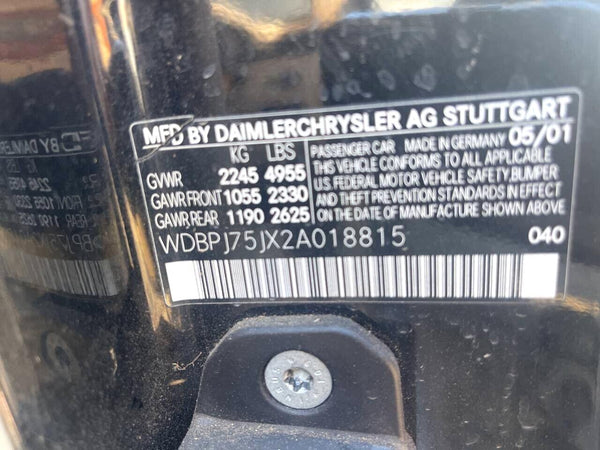 MFD BY DAIMLERCHRYSLER AG STUTTGART
KG LBS
GVWR 2245 4955
GAWR FRONT 1055 2330
GAWR REAR 1190 2625
PASSENGER CAR MADE IN GERMANY 05/01
THIS VEHICLE CONFORMS TO ALL APPLICABLE
U.S. FEDERAL MOTOR VEHICLE SAFETY, BUMPER
AND THEFT PREVENTION STANDARDS IN EFFECT
ON THE DATE OF MANUFACTURE SHOWN ABOVE
WDBPJ75JX2A018815 040